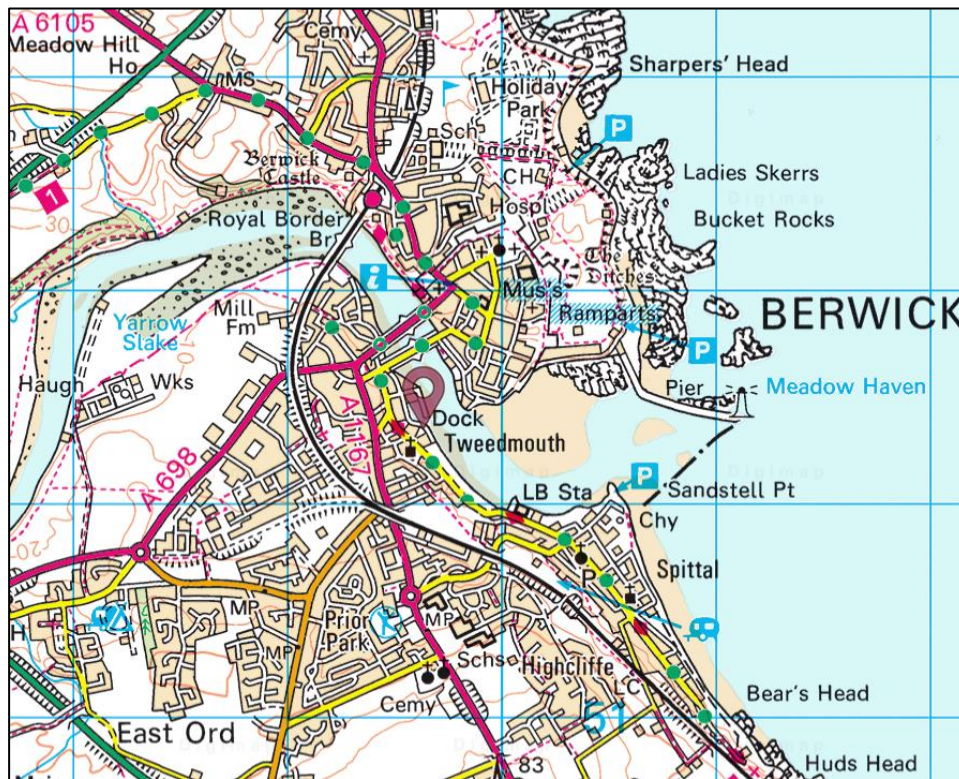 A 6105
Meadow Hill
Ho
Cemy
MS
Sharpers' Head
Holiday
Park
P
Sch
Berwick
Castle
CH
Ladies Skerrs
1
30
Royal Border
Br
Hospl
Bucket Rocks
The
Ditches
i
Mus's
Ramparts
BERWICK
Mill
Fm
Yarrow
Slake
P
Haugh
Wks
Pier
Meadow Haven
Dock
Tweedmouth
A 1167
A 698
P
LB Sta
Sandstell Pt
Chy
20
Spittal
P
MP
H
Prior
Park
MP
MP
Schs
Highcliffe
Cemy
LC
Bear's Head
51
East Ord
83
Huds Head